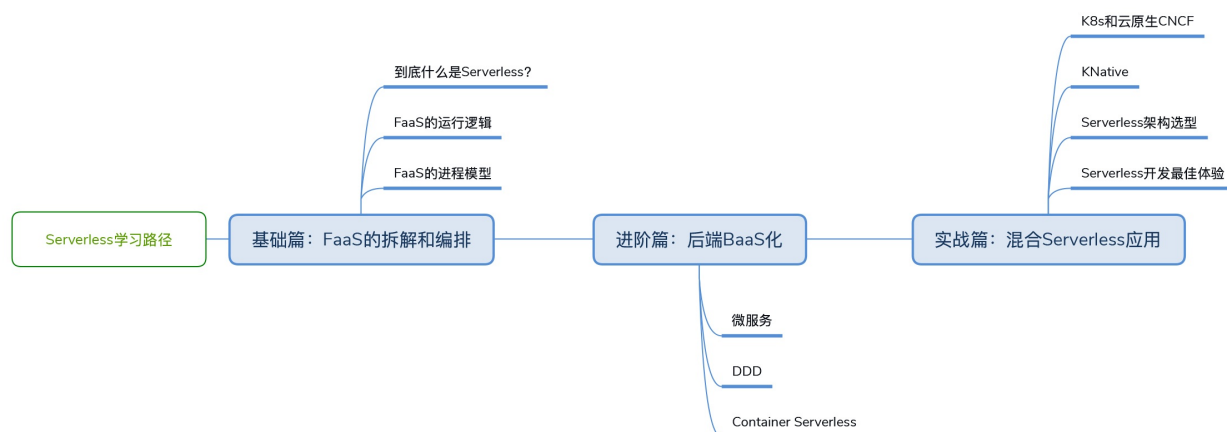 Serverless学习路径
基础篇：FaaS的拆解和编排
到底什么是Serverless?
FaaS的运行逻辑
FaaS的进程模型
进阶篇：后端BaaS化
微服务
DDD
Container Serverless
实战篇：混合Serverless应用
K8s和云原生CNCF
KNative
Serverless架构选型
Serverless开发最佳体验